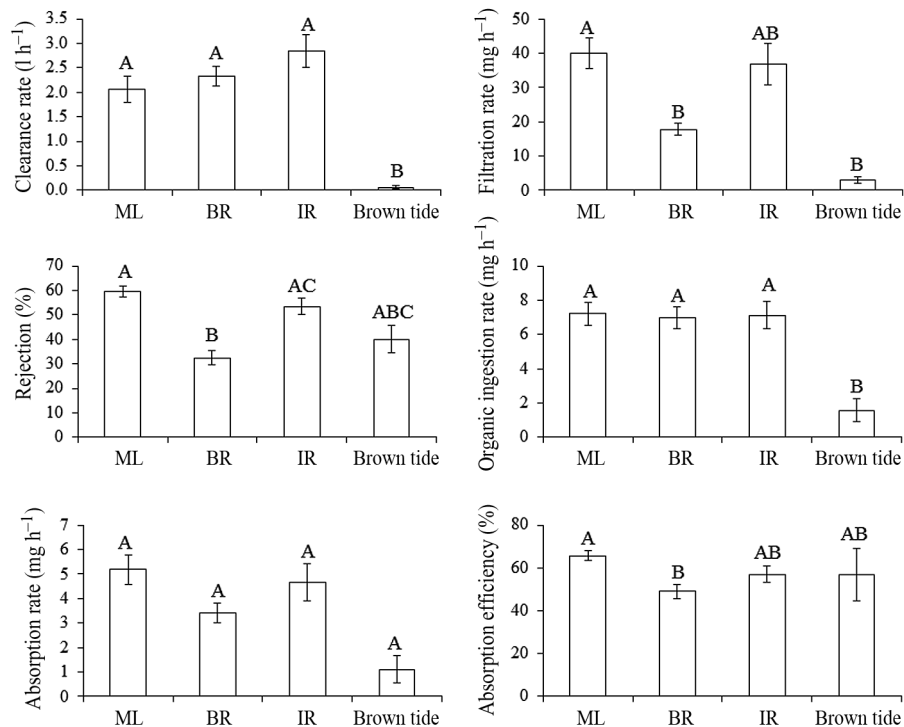 Clearance rate (l h−1)
3.5
3.0
2.5
2.0
1.5
1.0
0.5
0.0
A
A
A
B
ML BR IR Brown tide
Filtration rate (mg h−1)
50
40
30
20
10
0
A
B
AB
B
ML BR IR Brown tide
Rejection (%)
70
60
50
40
30
20
10
0
A
B
AC
ABC
ML BR IR Brown tide
Organic ingestion rate (mg h−1)
10
8
6
4
2
0
A
A
A
B
ML BR IR Brown tide
Absorption rate (mg h−1)
7
6
5
4
3
2
1
0
A
A
A
A
ML BR IR Brown tide
Absorption efficiency (%)
80
60
40
20
0
A
B
AB
AB
ML BR IR Brown tide